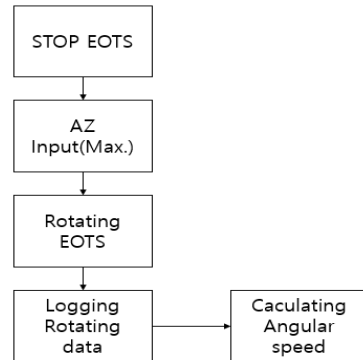 STOP EOTS
AZ
Input(Max.)
Rotating
EOTS
Logging
Rotating
data
Caculating
Angular
speed